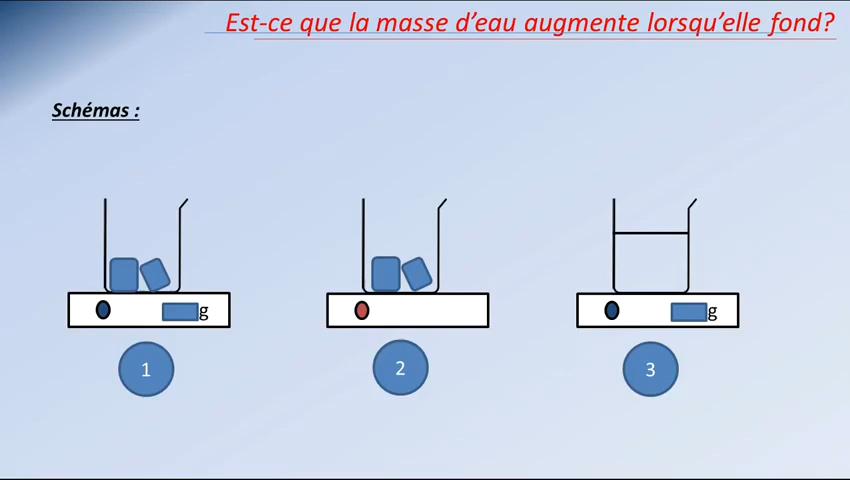 Est-ce que la masse d’eau augmente lorsqu’elle fond?
Schémas :
g
g
1
2
3